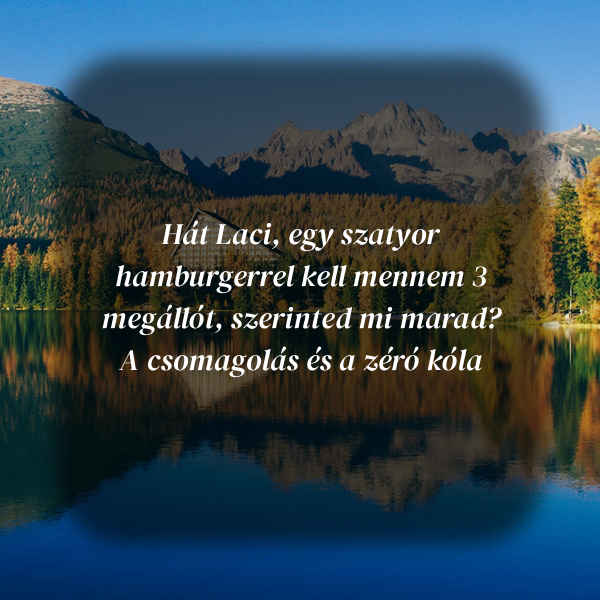 Hát Laci, egy szatyor
hamburgerrel kell mennem 3
megállót, szerinted mi marad?
A csomagolás és a zéró kóla